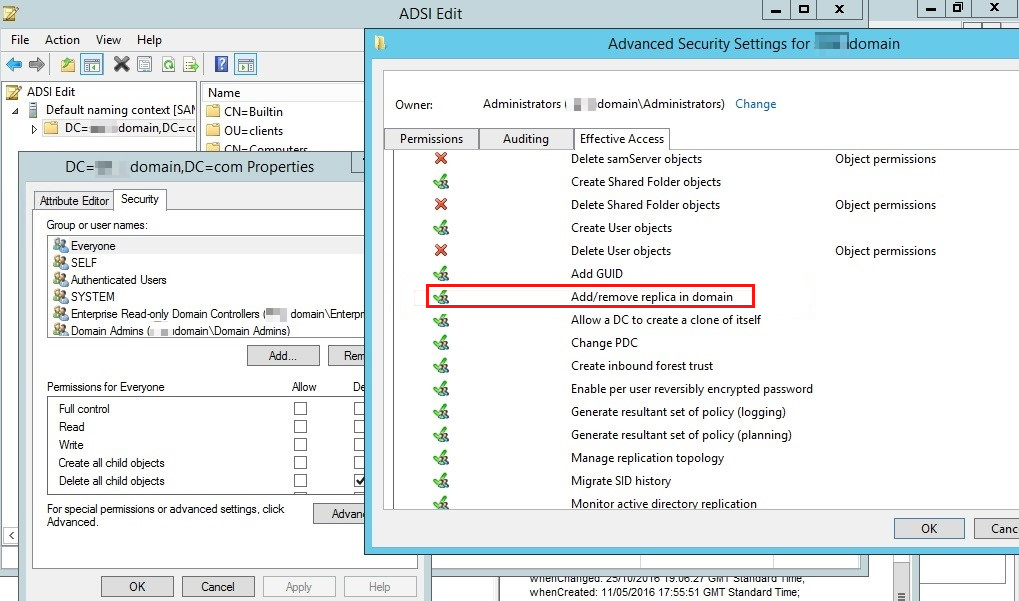 ADSI Edit
File Action View Help
ADSI Edit
Default naming context [SAM
DC= domain,DC=co
Name
CN=Builtin
OU=clients
CN=Computers
DC= domain,DC=com Properties
Attribute Editor Security
Group or user names:
Everyone
SELF
Authenticated Users
SYSTEM
Enterprise Read-only Domain Controllers ( domain\Enterpr
Domain Admins ( domain\Domain Admins)
Add... Rem
Permissions for Everyone Allow De
Full control
Read
Write
Create all child objects
Delete all child objects
For special permissions or advanced settings, click
Advanced.
Advan
OK Cancel Apply Help
Advanced Security Settings for domain
Owner: Administrators ( domain\Administrators) Change
Permissions Auditing Effective Access
Delete samServer objects Object permissions
Create Shared Folder objects
Delete Shared Folder objects Object permissions
Create User objects
Delete User objects Object permissions
Add GUID
Add/remove replica in domain
Allow a DC to create a clone of itself
Change PDC
Create inbound forest trust
Enable per user reversibly encrypted password
Generate resultant set of policy (logging)
Generate resultant set of policy (planning)
Manage replication topology
Migrate SID history
Monitor active directory replication
OK Canc
whenChanged: 25/10/2016 19:06:27 GMT Standard Time;
whenCreated: 11/05/2016 17:55:51 GMT Standard Time;